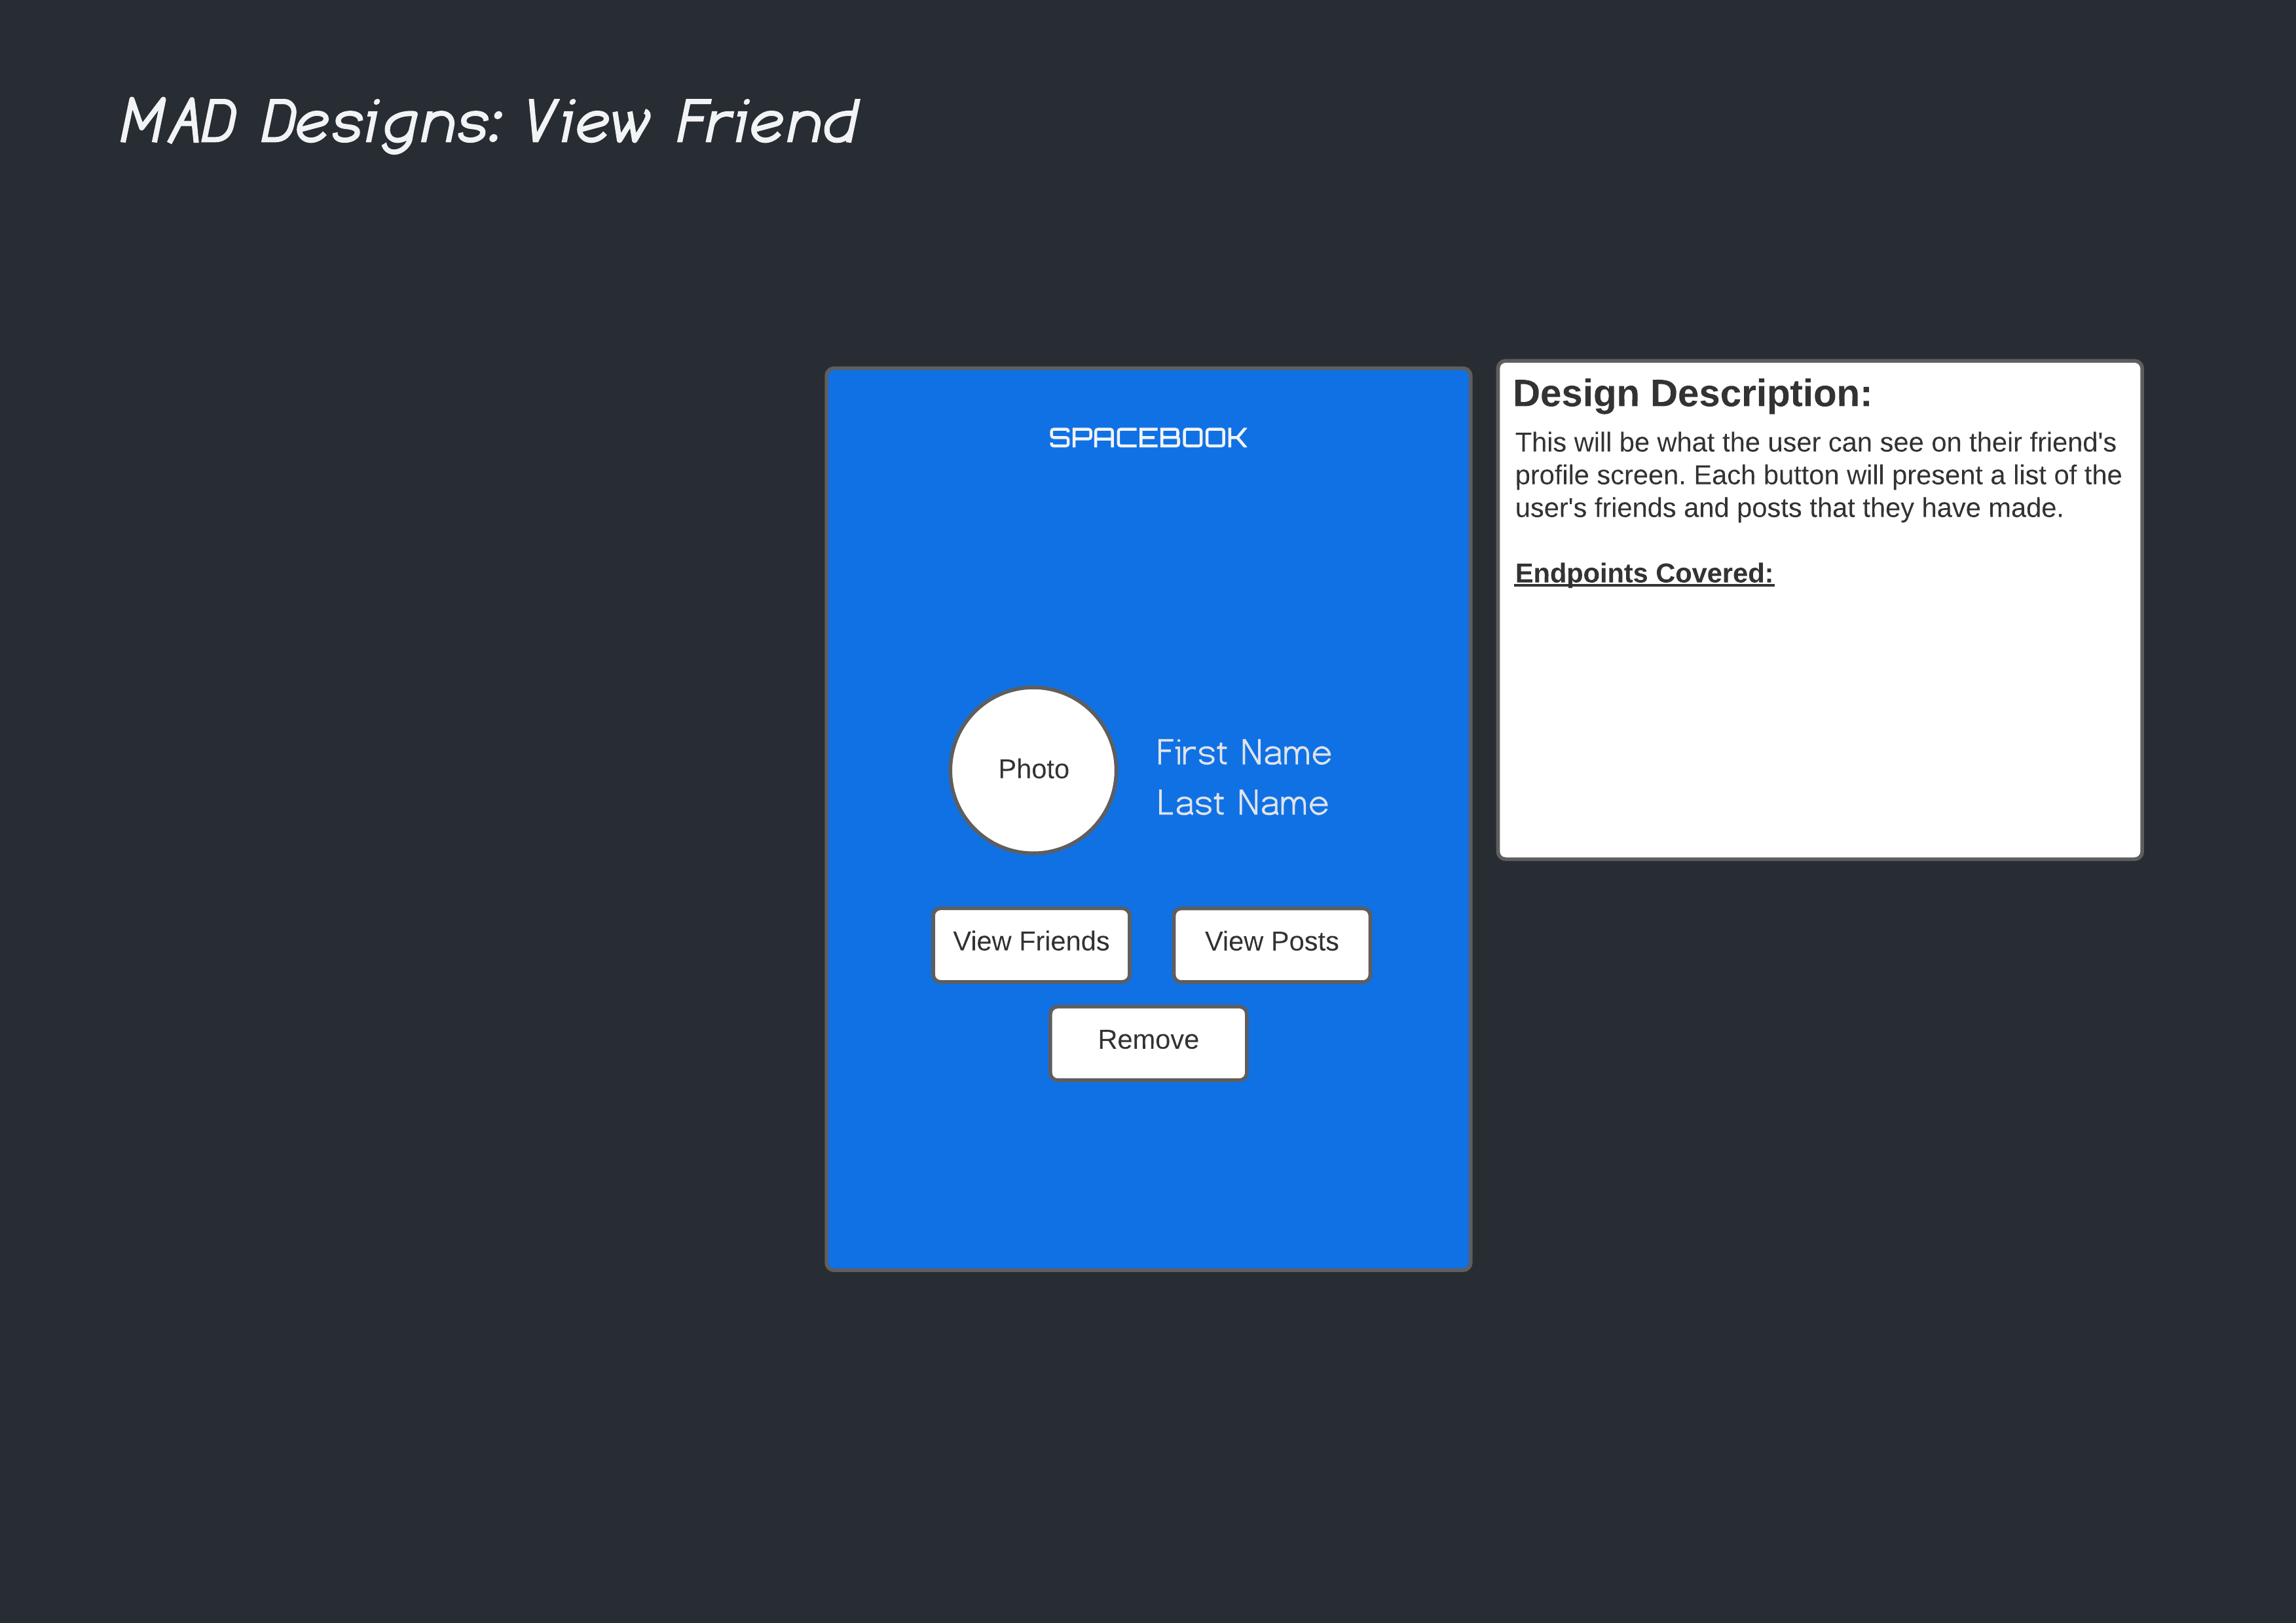 MAD Designs: View Friend
SPACEBOOK
Photo
First Name
Last Name
View Friends
View Posts
Remove
Design Description:
This will be what the user can see on their friend's
profile screen. Each button will present a list of the
user's friends and posts that they have made.
Endpoints Covered: